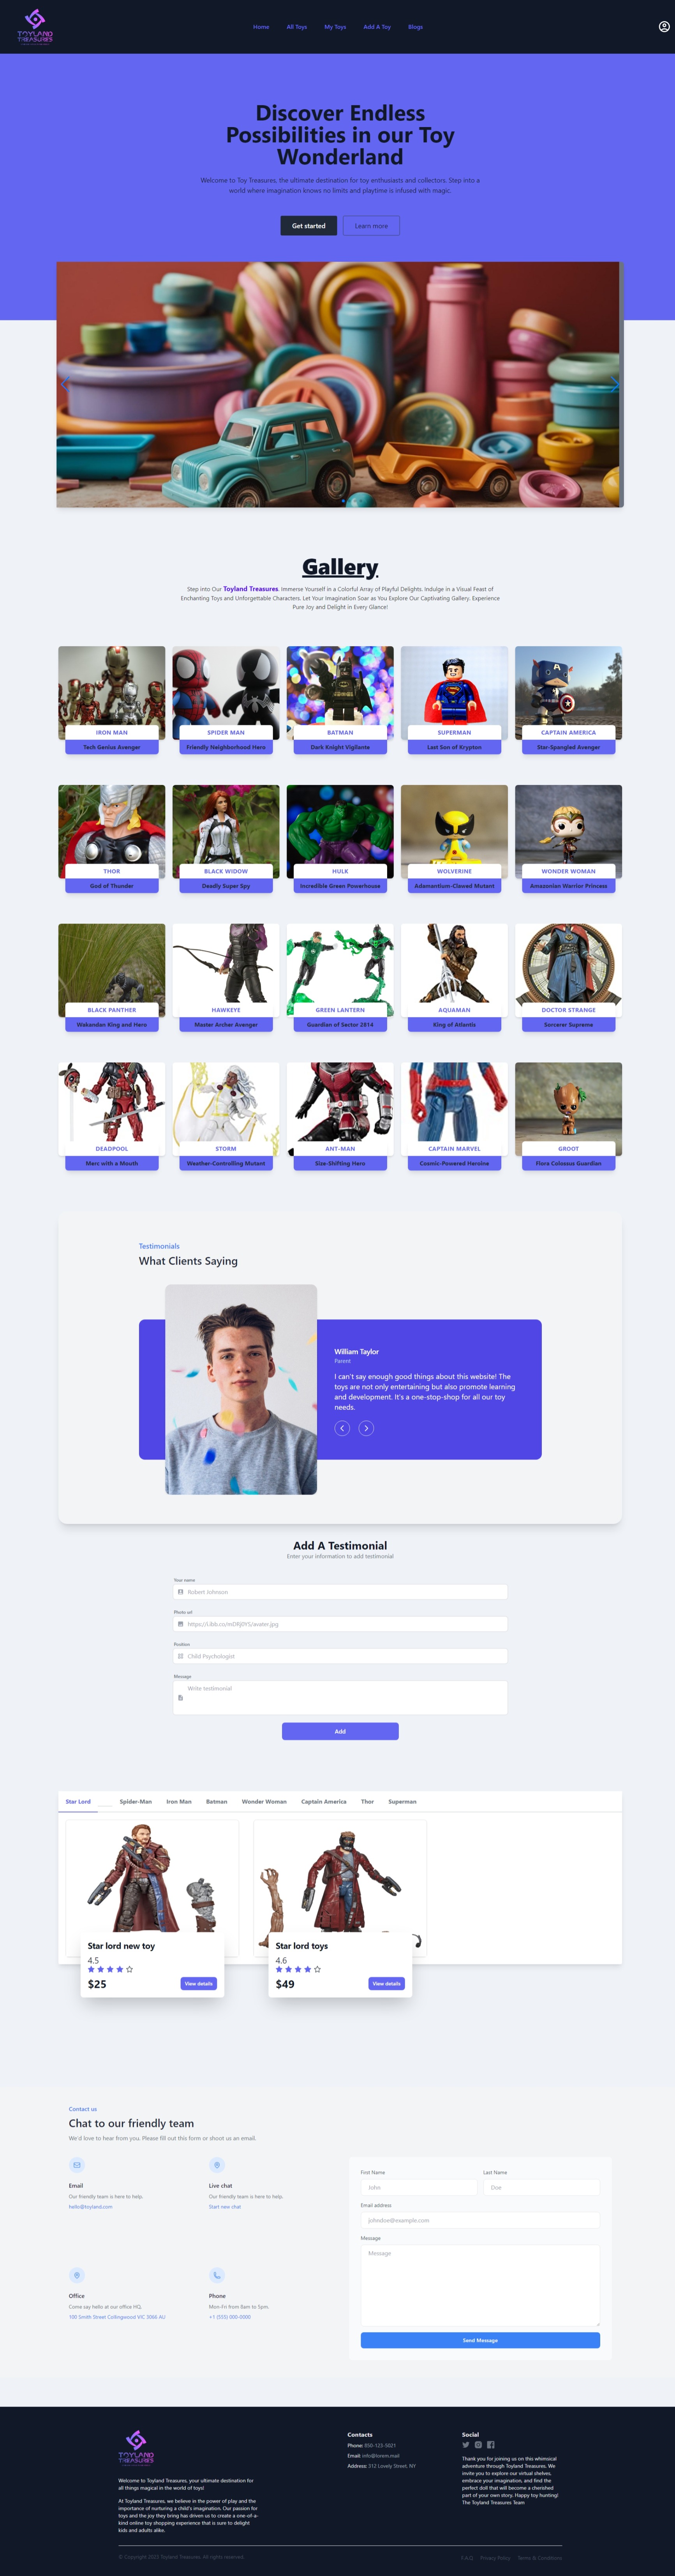 TOYLAND
TREASURES
Home
All Toys
My Toys
Add A Toy
Blogs
Discover Endless
Possibilities in our Toy
Wonderland
Welcome to Toy Treasures, the ultimate destination for toy enthusiasts and collectors. Step into a
world where imagination knows no limits and playtime is infused with magic.
Get started
Learn more
Gallery
Step into Our Toyland Treasures. Immerse Yourself in a Colorful Array of Playful Delights. Indulge in a Visual Feast of
Enchanting Toys and Unforgettable Characters. Let Your Imagination Soar as You Explore Our Captivating Gallery. Experience
Pure Joy and Delight in Every Glance!
IRON MAN
Tech Genius Avenger
SPIDER MAN
Friendly Neighborhood Hero
BATMAN
Dark Knight Vigilante
SUPERMAN
Last Son of Krypton
CAPTAIN AMERICA
Star-Spangled Avenger
THOR
God of Thunder
BLACK WIDOW
Deadly Super Spy
HULK
Incredible Green Powerhouse
WOLVERINE
Adamantium-Clawed Mutant
WONDER WOMAN
Amazonian Warrior Princess
BLACK PANTHER
Wakandan King and Hero
HAWKEYE
Master Archer Avenger
GREEN LANTERN
Guardian of Sector 2814
AQUAMAN
King of Atlantis
DOCTOR STRANGE
Sorcerer Supreme
DEADPOOL
Merc with a Mouth
STORM
Weather-Controlling Mutant
ANT-MAN
Size-Shifting Hero
CAPTAIN MARVEL
Cosmic-Powered Heroine
GROOT
Flora Colossus Guardian
Testimonials
What Clients Saying
William Taylor
Parent
I can't say enough good things about this website! The
toys are not only entertaining but also promote learning
and development. It's a one-stop-shop for all our toy
needs.
Add A Testimonial
Enter your information to add testimonial
Your name
Robert Johnson
Photo url
Position
Child Psychologist
Message
Write testimonial
Add
Star Lord
Spider-Man
Iron Man
Batman
Wonder Woman
Captain America
Thor
Superman
Star lord new toy
4.5
$25
View details
Star lord toys
4.6
$49
View details
Contact us
Chat to our friendly team
We'd love to hear from you. Please fill out this form or shoot us an email.
Email
Our friendly team is here to help.
hello@toyland.com
Live chat
Our friendly team is here to help.
Start new chat
Office
Come say hello at our office HQ.
100 Smith Street Collingwood VIC 3066 AU
Phone
Mon-Fri from 8am to 5pm.
+1 (555) 000-0000
First Name
John
Last Name
Doe
Email address
johndoe@example.com
Message
Message
Send Message
TOYLAND
TREASURES
Welcome to Toyland Treasures, your ultimate destination for
all things magical in the world of toys!
At Toyland Treasures, we believe in the power of play and the
importance of nurturing a child's imagination. Our passion for
toys and the joy they bring has driven us to create a one-of-a-
kind online toy shopping experience that is sure to delight
kids and adults alike.
Contacts
Phone: 850-123-5021
Email: info@lorem.mail
Address: 312 Lovely Street, NY
Social
Thank you for joining us on this whimsical
adventure through Toyland Treasures. We
invite you to explore our virtual shelves,
embrace your imagination, and find the
perfect doll that will become a cherished
part of your own story. Happy toy hunting!
The Toyland Treasures Team
© Copyright 2023 Toyland Treasures. All rights reserved.
F.A.Q
Privacy Policy
Terms & Conditions